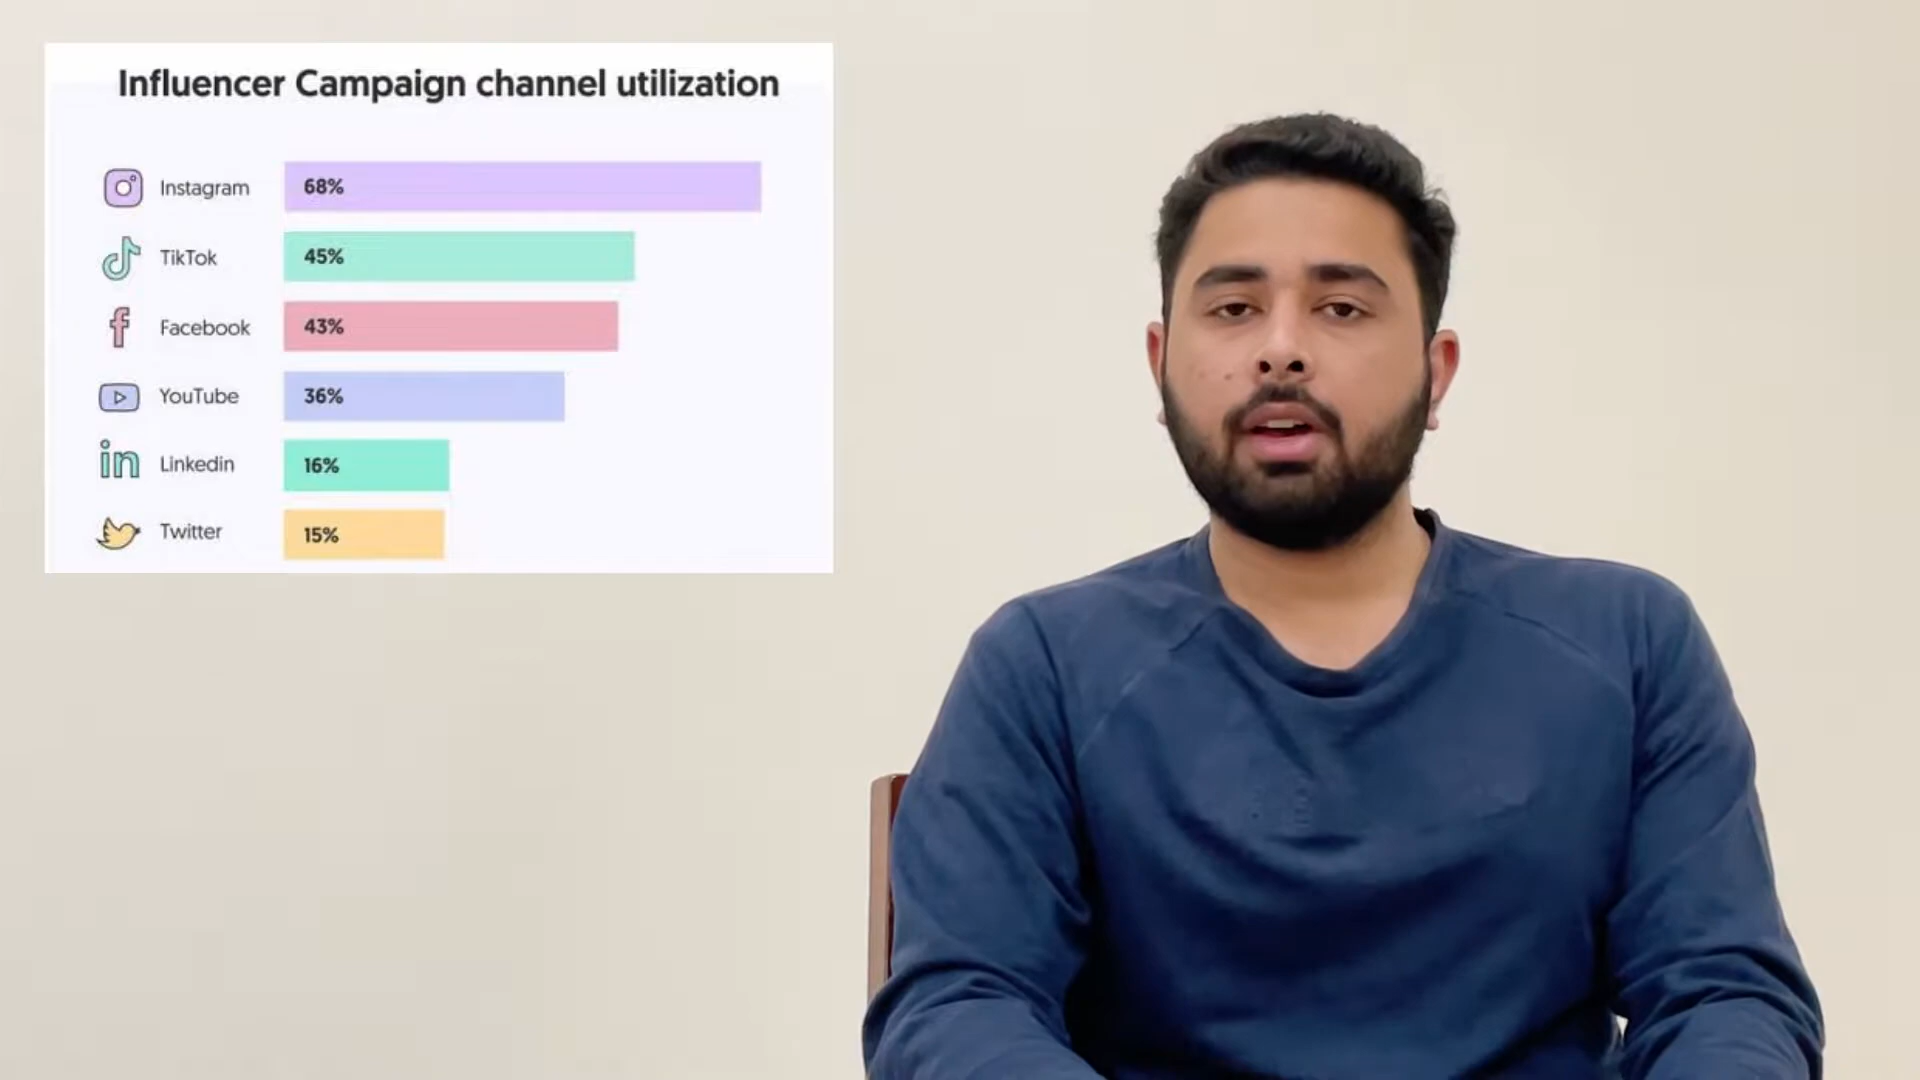 Influencer Campaign channel utilization
Instagram 68%
TikTok 45%
Facebook 43%
YouTube 36%
Linkedin 16%
Twitter 15%